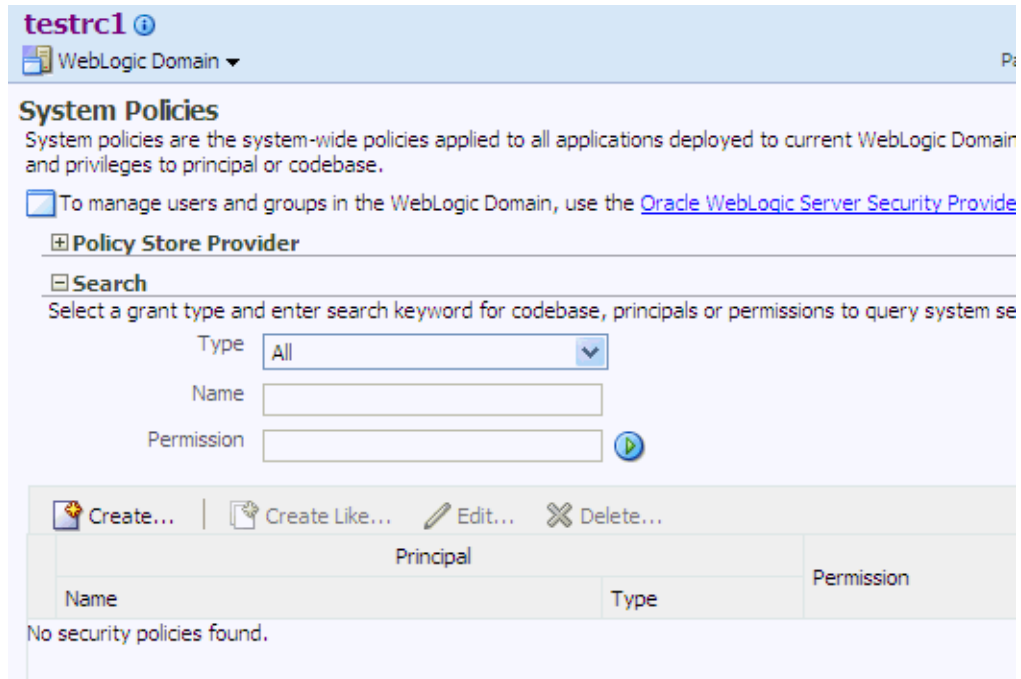 testrc1
WebLogic Domain
System Policies
System policies are the system-wide policies applied to all applications deployed to current WebLogic Domain
and privileges to principal or codebase.
To manage users and groups in the WebLogic Domain, use the Oracle WebLogic Server Security Provide
Policy Store Provider
Search
Select a grant type and enter search keyword for codebase, principals or permissions to query system se
Type All
Name
Permission
Create... Create Like... Edit... Delete...
Principal
Permission
Name Type
No security policies found.